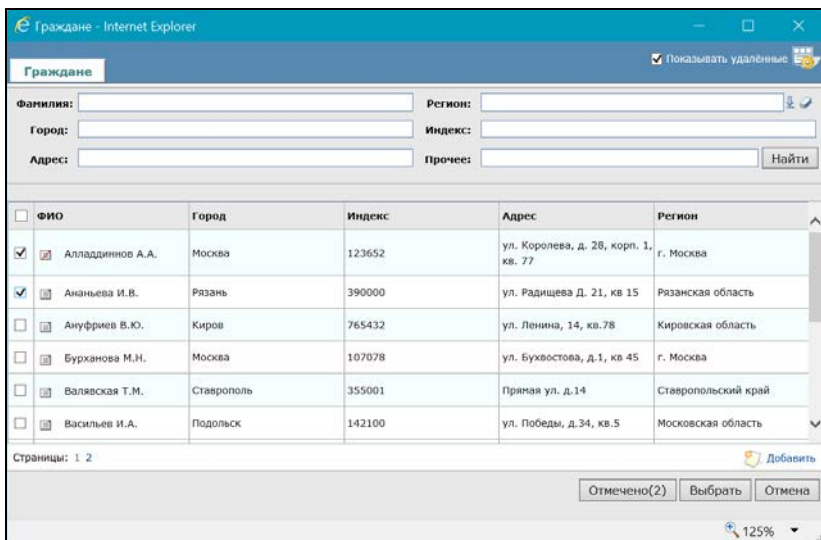 Граждане - Internet Explorer
Показывать удалённые
Граждане
Фамилия: Регион:
Город: Индекс:
Адрес: Прочее: Найти
ФИО Город Индекс Адрес Регион
Алладдиннов А.А. Москва 123652 ул. Королева, д. 28, корп. 1, г. Москва
кв. 77
Ананьева И.В. Рязань 390000 ул. Радищева Д. 21, кв 15 Рязанская область
Ануфриев В.Ю. Киров 765432 ул. Ленина, 14, кв.78 Кировская область
Бурханова М.Н. Москва 107078 ул. Бухвостова, д.1, кв 45 г. Москва
Валявская Т.М. Ставрополь 355001 Прямая ул. д.14 Ставропольский край
Васильев И.А. Подольск 142100 ул. Победы, д.34, кв.5 Московская область
Страницы: 1 2 Добавить
Отмечено(2) Выбрать Отмена
125%